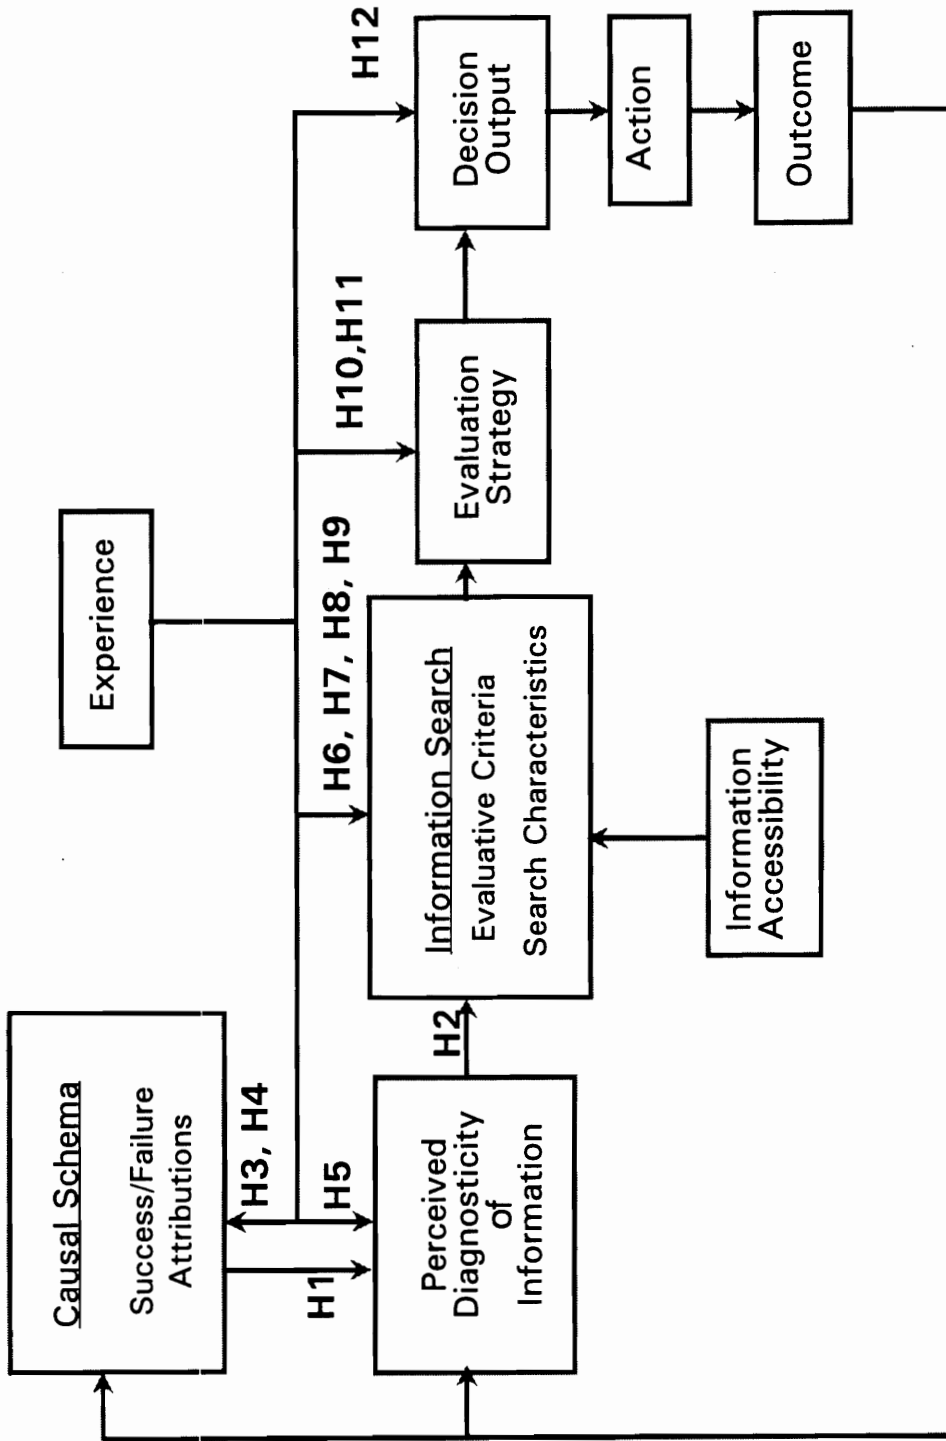 Causal Schema
Success/Failure
Attributions
H3, H4
H1
H5
Perceived
Diagnosticity
of
Information
H2
Experience
H6, H7, H8, H9
Information Search
Evaluative Criteria
Search Characteristics
Information
Accessibility
H10,H11
Evaluation
Strategy
H12
Decision
Output
Action
Outcome